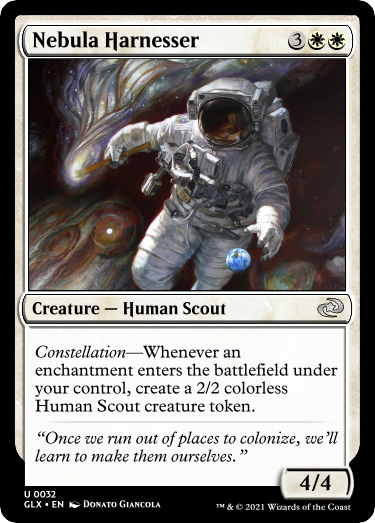 Nebula Harnesser 3
Creature — Human Scout
Constellation—Whenever an
enchantment enters the battlefield under
your control, create a 2/2 colorless
Human Scout creature token.
“Once we run out of places to colonize, we’ll
learn to make them ourselves.”
4/4
U 0032
GLX • EN Donato Giancola
™ & © 2021 Wizards of the Coast